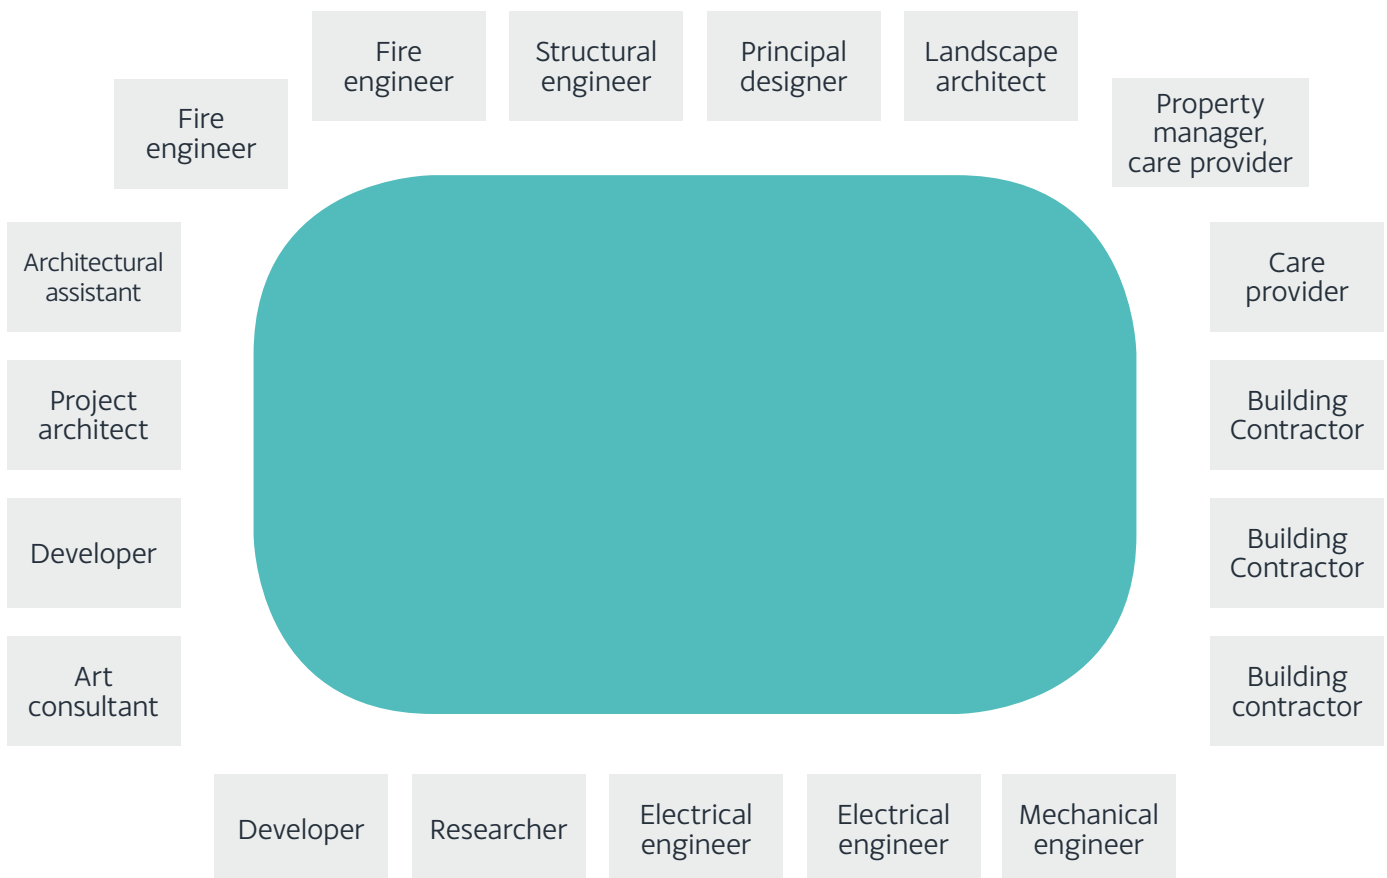 Fire
engineer
Structural
engineer
Principal
designer
Landscape
architect
Fire
engineer
Property
manager,
care provider
Architectural
assistant
Care
provider
Project
architect
Building
Contractor
Developer
Building
Contractor
Art
consultant
Building
contractor
Developer
Researcher
Electrical
engineer
Electrical
engineer
Mechanical
engineer